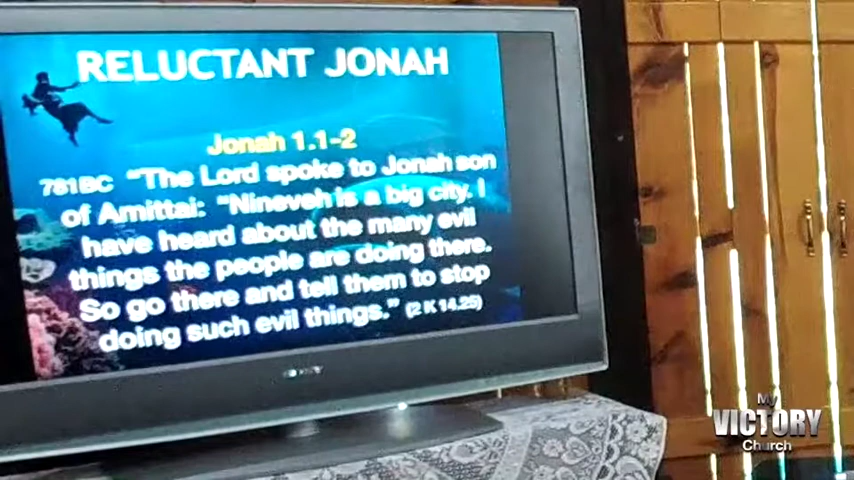 RELUCTANT JONAH
Jonah 1.1-2
781BC "The Lord spoke to Jonah son
of Amittai: "Nineveh is a big city. I
have heard about the many evil
things the people are doing there.
So go there and tell them to stop
doing such evil things." (2 K 14.25)
SONY
My
VICTORY
Church